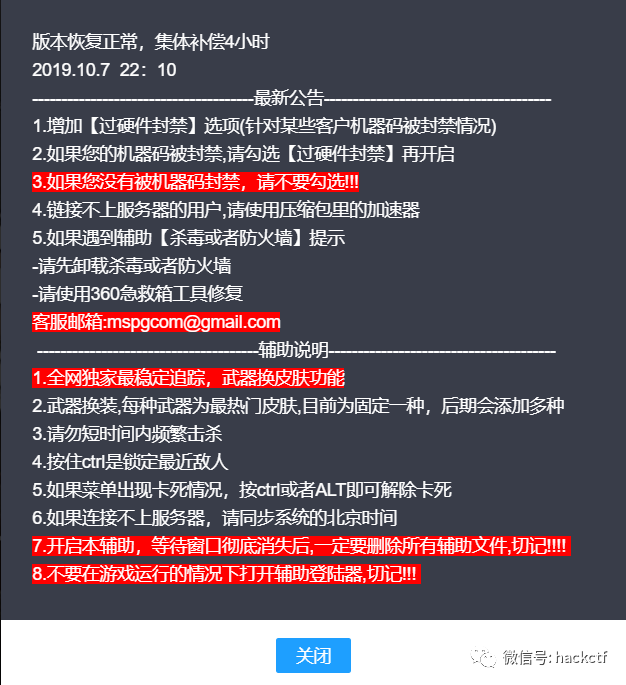 版本恢复正常，集体补偿4小时
2019.10.7  22：10
--------------------------------------最新公告---------------------------------------
1.增加【过硬件封禁】选项(针对某些客户机器码被封禁情况)
2.如果您的机器码被封禁,请勾选【过硬件封禁】再开启
3.如果您没有被机器码封禁，请不要勾选!!!
4.链接不上服务器的用户,请使用压缩包里的加速器
5.如果遇到辅助【杀毒或者防火墙】提示
-请先卸载杀毒或者防火墙
-请使用360急救箱工具修复
客服邮箱:mspgcom@gmail.com
--------------------------------------辅助说明---------------------------------------
1.全网独家最稳定追踪，武器换皮肤功能
2.武器换装,每种武器为最热门皮肤,目前为固定一种，后期会添加多种
3.请勿短时间内频繁击杀
4.按住ctrl是锁定最近敌人
5.如果菜单出现卡死情况，按ctrl或者ALT即可解除卡死
6.如果连接不上服务器，请同步系统的北京时间
7.开启本辅助，等待窗口彻底消失后,一定要删除所有辅助文件,切记!!!!
8.不要在游戏运行的情况下打开辅助登陆器,切记!!!
关闭
微信号: hackctf